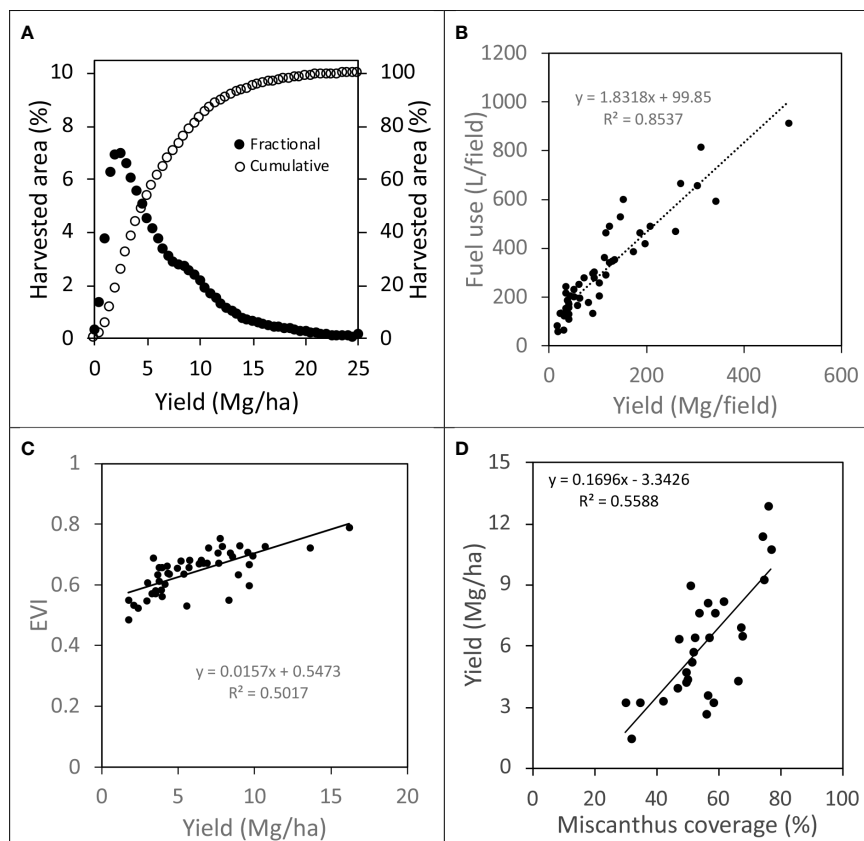 A
10
8
6
4
2
0
100
80
60
40
20
0
Harvested area (%)
Harvested area (%)
Fractional
Cumulative
0 5 10 15 20 25
Yield (Mg/ha)
B
1200
1000
800
600
400
200
0
Fuel use (L/field)
y = 1.8318x + 99.85
R² = 0.8537
0 200 400 600
Yield (Mg/field)
C
1
0.8
0.6
0.4
0.2
0
EVI
y = 0.0157x + 0.5473
R² = 0.5017
0 5 10 15 20
Yield (Mg/ha)
D
y = 0.1696x - 3.3426
R² = 0.5588
15
12
9
6
3
0
Yield (Mg/ha)
0 20 40 60 80 100
Miscanthus coverage (%)